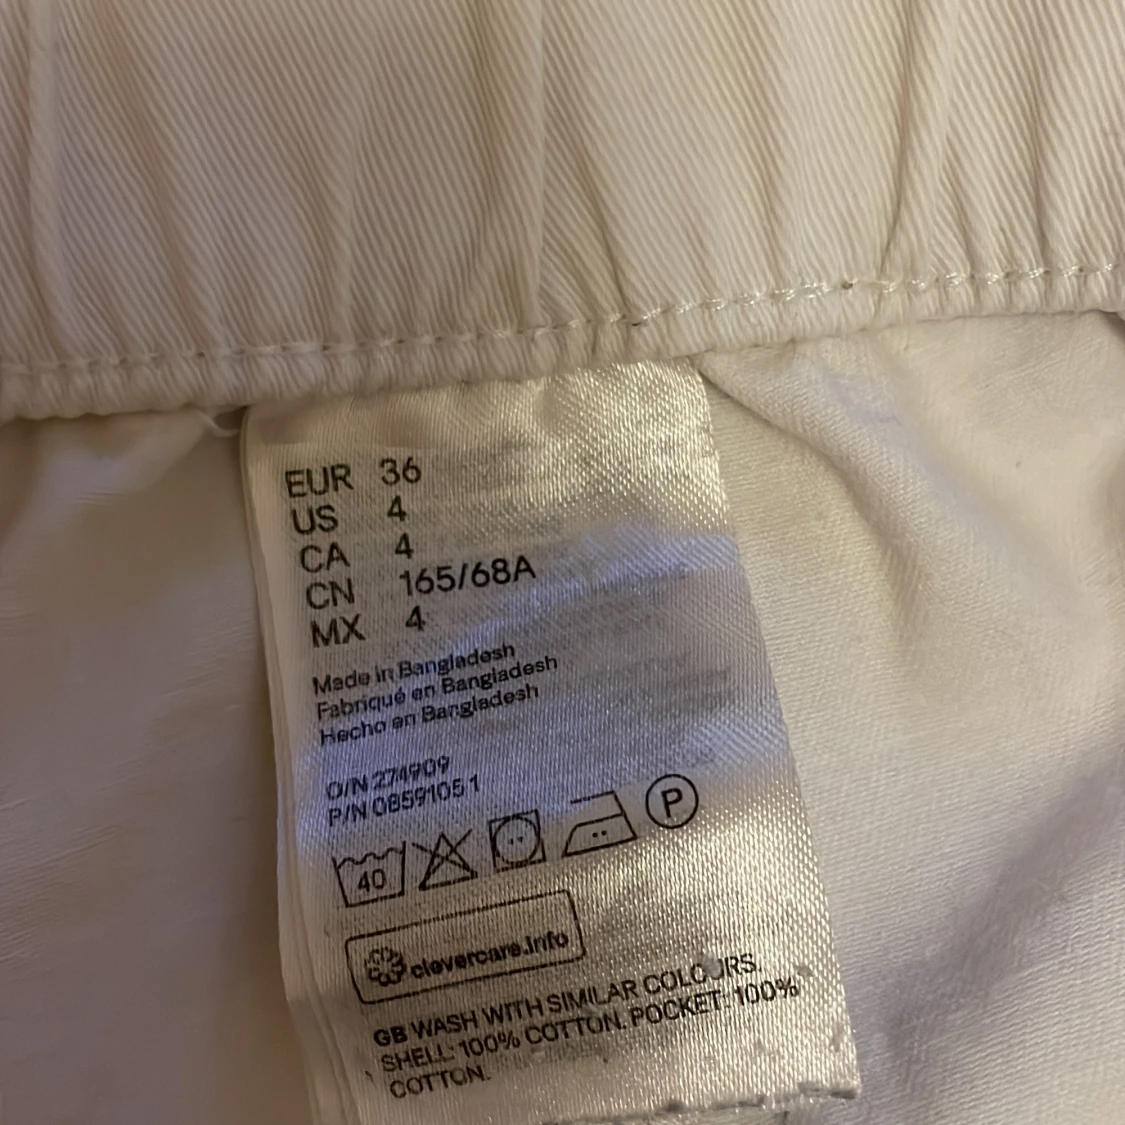 EUR 36
US 4
CA 4
CN 165/68A
MX 4
Made in Bangladesh
Fabriqué en Bangladesh
Hecho en Bangladesh
O/N 274909
P/N 0859105 1
40
P
clevercare.info
GB WASH WITH SIMILAR COLOURS.
SHELL: 100% COTTON. POCKET: 100%
COTTON.